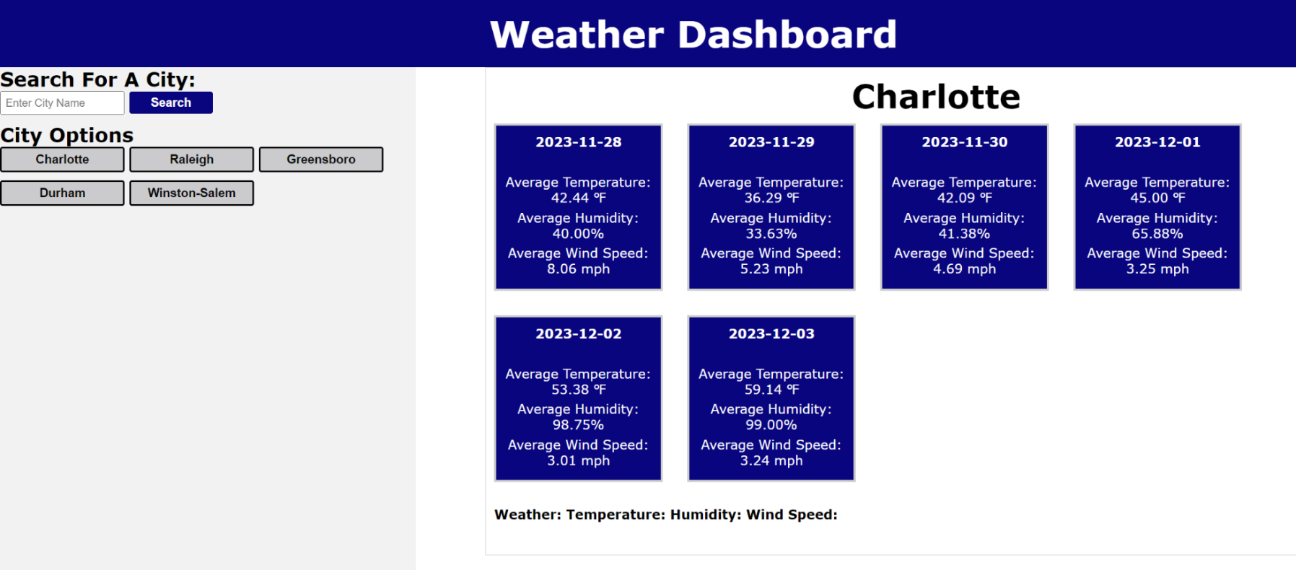 Weather Dashboard
Search For A City:
Enter City Name
Search
City Options
Charlotte
Raleigh
Greensboro
Durham
Winston-Salem
Charlotte
2023-11-28
Average Temperature:
42.44 ºF
Average Humidity:
40.00%
Average Wind Speed:
8.06 mph
2023-11-29
Average Temperature:
36.29 ºF
Average Humidity:
33.63%
Average Wind Speed:
5.23 mph
2023-11-30
Average Temperature:
42.09 ºF
Average Humidity:
41.38%
Average Wind Speed:
4.69 mph
2023-12-01
Average Temperature:
45.00 ºF
Average Humidity:
65.88%
Average Wind Speed:
3.25 mph
2023-12-02
Average Temperature:
53.38 ºF
Average Humidity:
98.75%
Average Wind Speed:
3.01 mph
2023-12-03
Average Temperature:
59.14 ºF
Average Humidity:
99.00%
Average Wind Speed:
3.24 mph
Weather: Temperature: Humidity: Wind Speed: